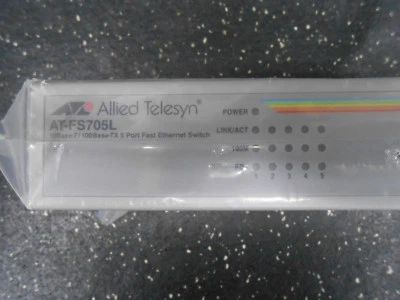 Allied Telesyn
AT-FS705L
10Base-T/100Base-TX 5 Port Fast Ethernet Switch
POWER
LINK/ACT
100M
1 2 3 4 5